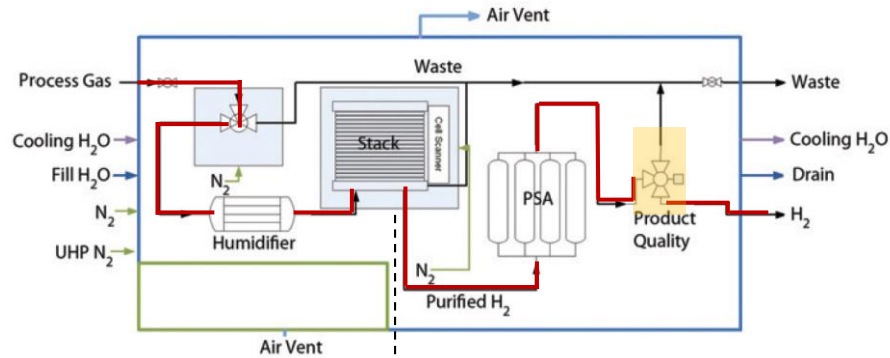 Air Vent
Process Gas
Waste
Waste
Cooling H₂O
Stack
Cell Scanner
Cooling H₂O
Fill H₂O
N₂
Drain
N₂
PSA
Product
Quality
H₂
Humidifier
UHP N₂
N₂
Purified H₂
Air Vent